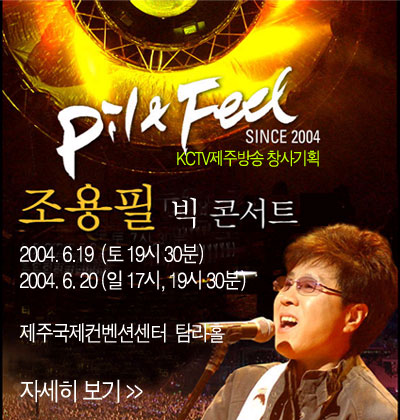 Pil & Feel
SINCE 2004
KCTV제주방송 창사기획
조용필 빅 콘서트
2004. 6.19 (토 19시 30분)
2004. 6. 20 (일 17시, 19시 30분)
제주국제컨벤션센터 탐라홀
자세히 보기 >>